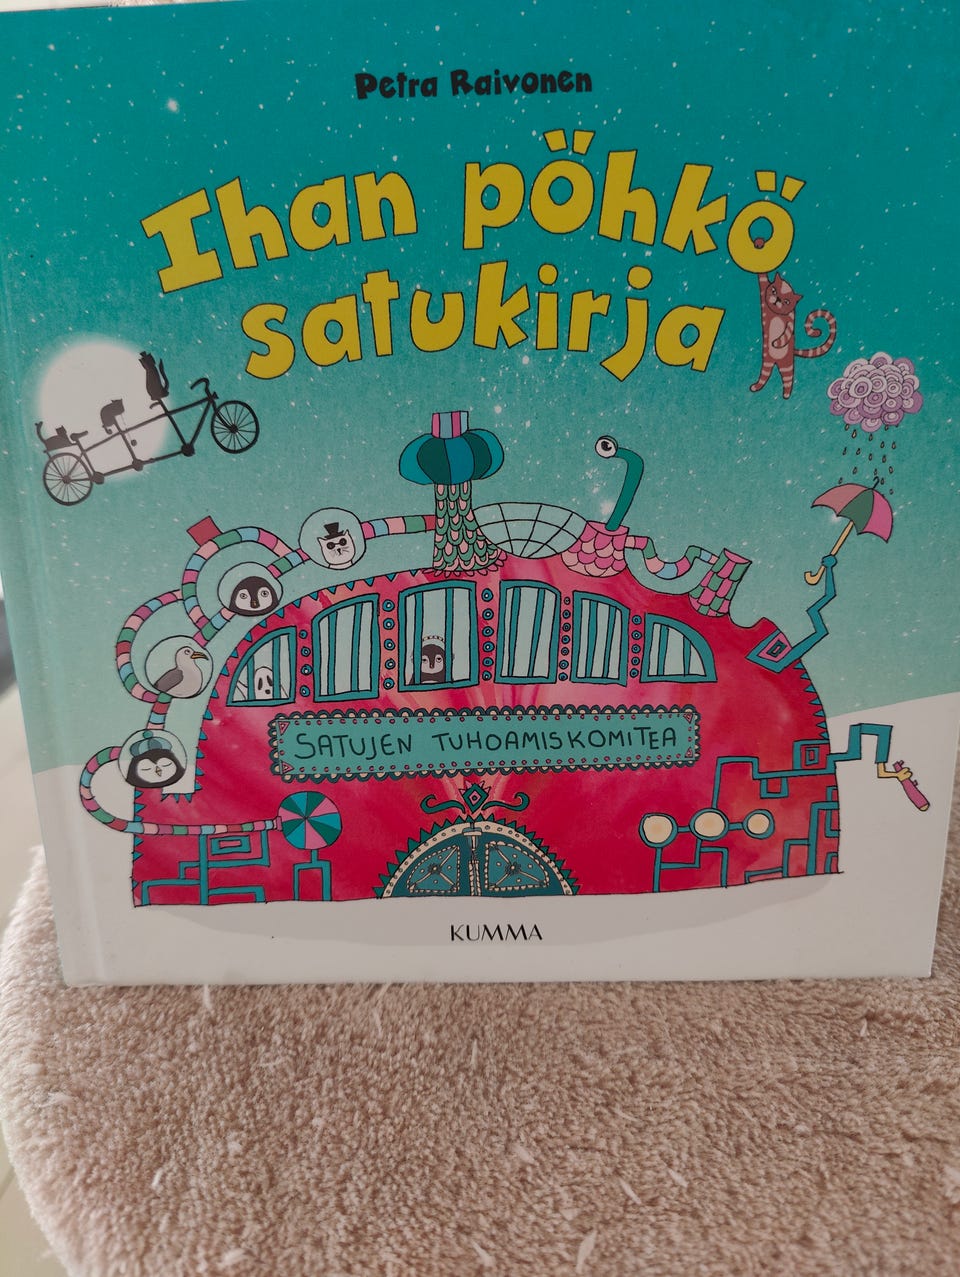 Petra Raivonen
Ihan pöhkö
satukirja
SATUJEN TUHOAMISKOMITEA
KUMMA